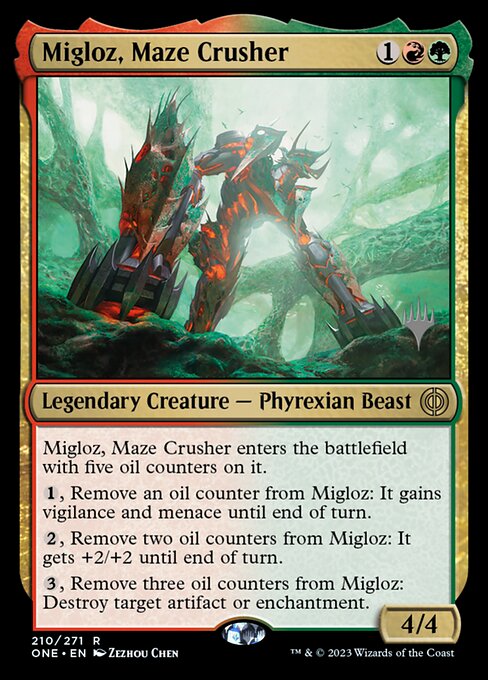 Migloz, Maze Crusher 1
Legendary Creature — Phyrexian Beast
Migloz, Maze Crusher enters the battlefield
with five oil counters on it.
1, Remove an oil counter from Migloz: It gains
vigilance and menace until end of turn.
2, Remove two oil counters from Migloz: It
gets +2/+2 until end of turn.
3, Remove three oil counters from Migloz:
Destroy target artifact or enchantment.
4/4
210/271 R
ONE • EN Zezhou Chen ™ & © 2023 Wizards of the Coast